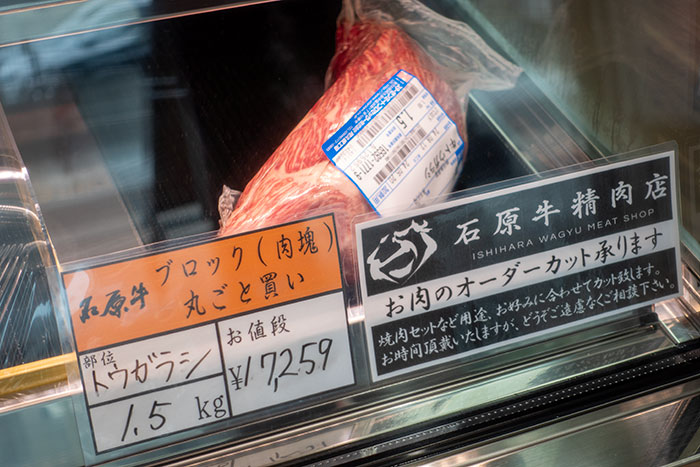 石原牛
ブロック(肉塊)
丸ごと買い
部位
トウガラシ
1.5 kg
お値段
¥17,259
石原牛精肉店
ISHIHARA WAGYU MEAT SHOP
お肉のオーダーカット承ります
焼肉セットなど用途、お好みに合わせてカット致します。
お時間頂戴いたしますが、どうぞご遠慮なくご相談下さい。
1.5